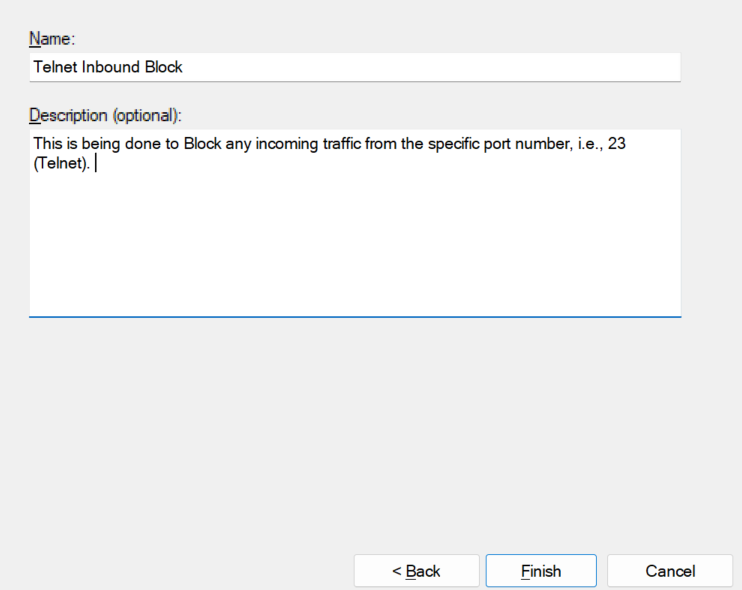 Name:
Telnet Inbound Block
Description (optional):
This is being done to Block any incoming traffic from the specific port number, i.e., 23
(Telnet).
< Back
Finish
Cancel